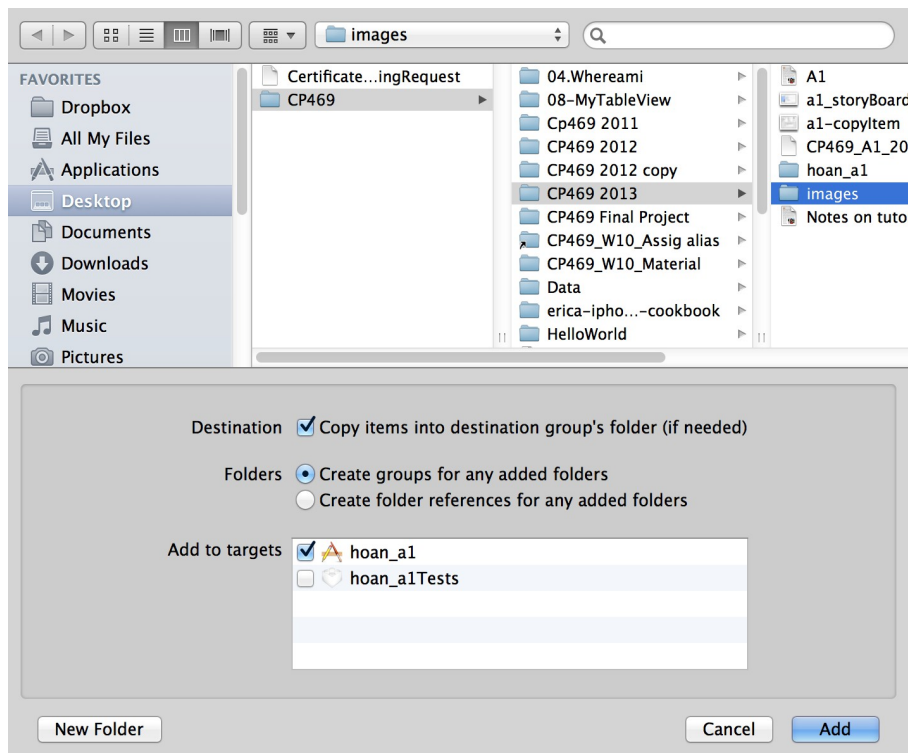 images
FAVORITES
Dropbox
All My Files
Applications
Desktop
Documents
Downloads
Movies
Music
Pictures
Certificate...ingRequest
CP469
04.Whereami
08-MyTableView
Cp469 2011
CP469 2012
CP469 2012 copy
CP469 2013
CP469 Final Project
CP469_W10_Assig alias
CP469_W10_Material
Data
erica-ipho...-cookbook
HelloWorld
A1
a1_storyBoard
a1-copyItem
CP469_A1_20
hoan_a1
images
Notes on tuto
Destination Copy items into destination group's folder (if needed)
Folders Create groups for any added folders
Create folder references for any added folders
Add to targets hoan_a1
hoan_a1Tests
New Folder Cancel Add